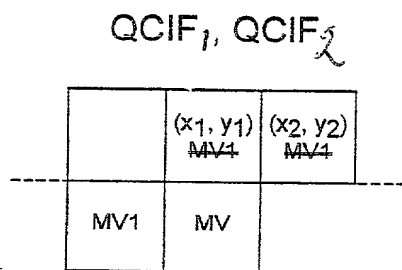 QCIF1, QCIF2
(x1, y1) (x2, y2)
MV1 MV1
MV1 MV